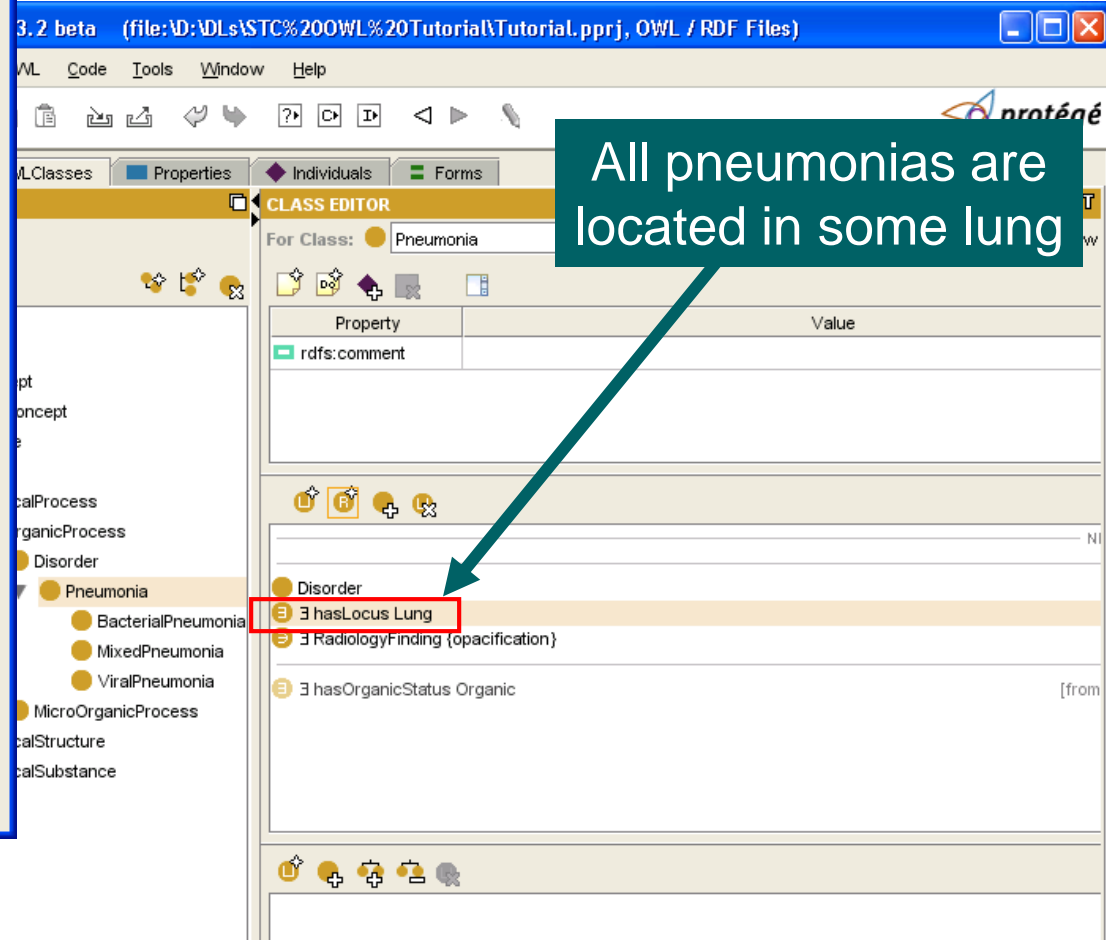 3.2 beta (file:\D:\DLs\STC%20OWL%20Tutorial\Tutorial.pprj, OWL / RDF Files)
WL Code Tools Window Help
protégé
All pneumonias are
located in some lung
WLClasses Properties Individuals Forms
CLASS EDITOR T
For Class: Pneumonia w
Property Value
rdfs:comment
ept
oncept
e
calProcess
rganicProcess
NI
Disorder
Disorder
Pneumonia
∃ hasLocus Lung
BacterialPneumonia
∃ RadiologyFinding {opacification}
MixedPneumonia
ViralPneumonia
∃ hasOrganicStatus Organic [from
MicroOrganicProcess
calStructure
calSubstance